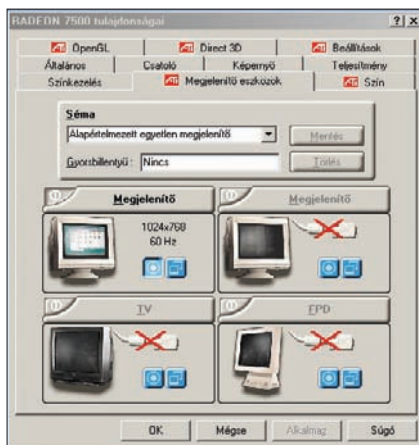 RADEON 7500 tulajdonságai
OpenGL Direct 3D Beállítások
Általános Csatoló Képernyő Teljesítmény
Színkezelés Megjelenítő eszközök Szín
Séma
Alapértelmezett egyetlen megjelenítő Mentés
Gyorsbillentyű: Nincs Törlés
Megjelenítő Megjelenítő
1024x768
60 Hz
TV FPD
OK Mégse Alkalmaz Súgó